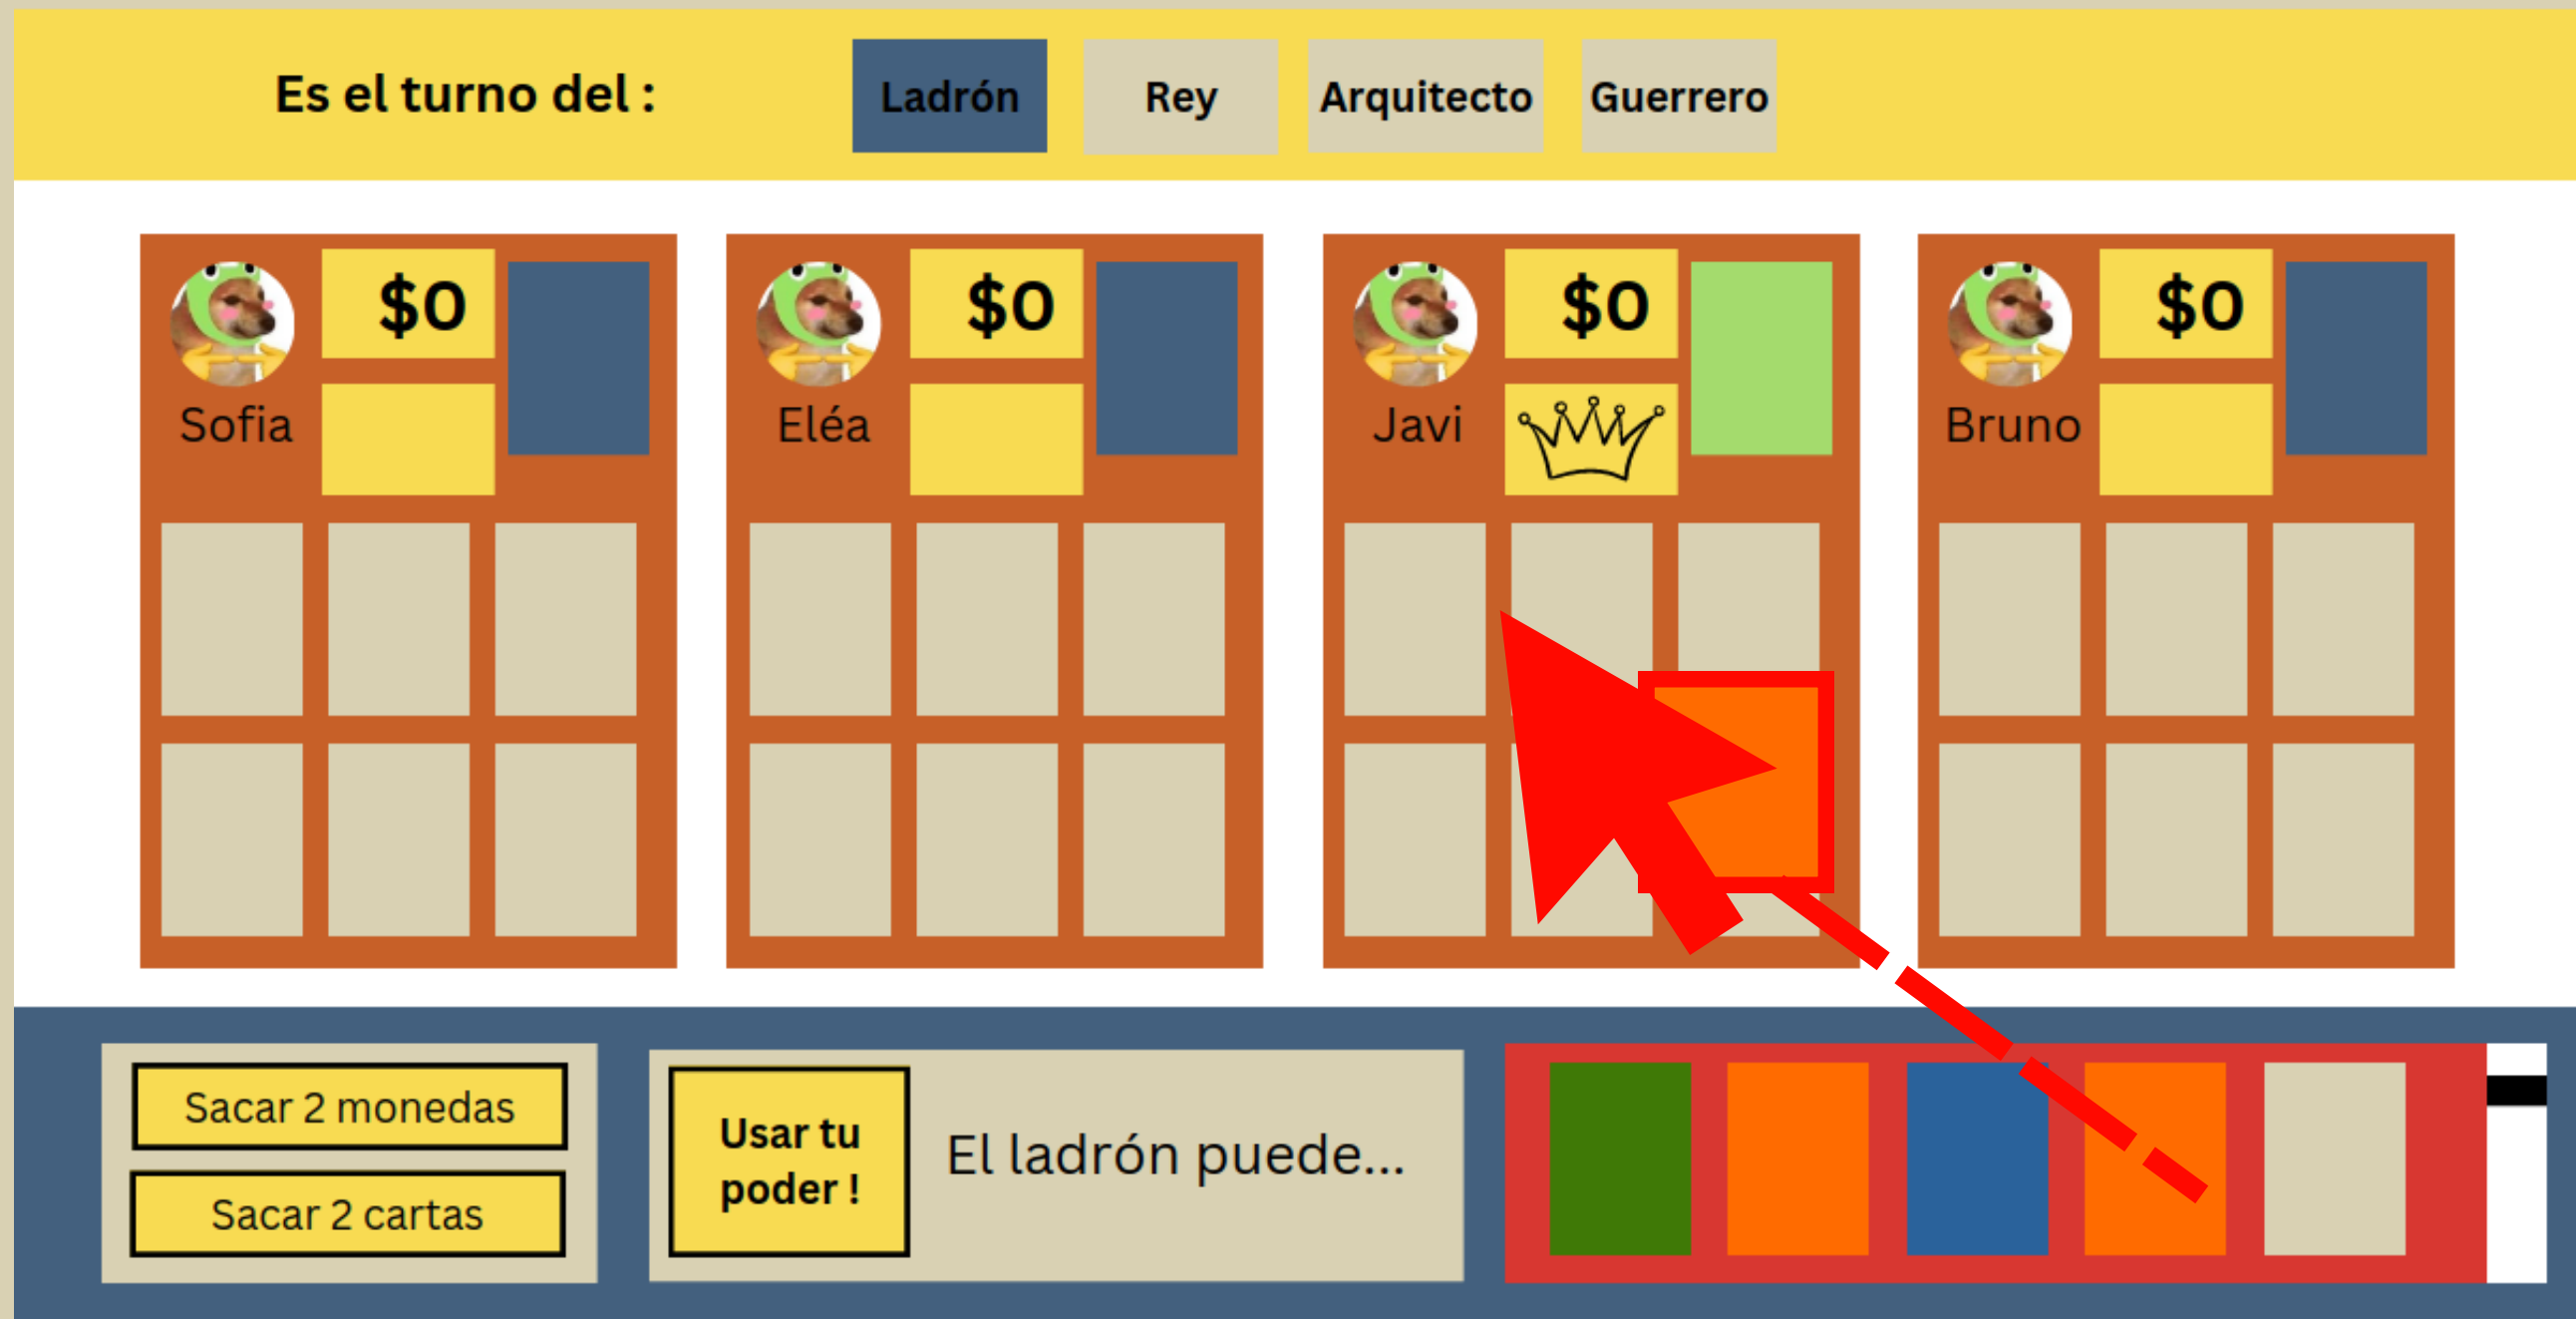 Es el turno del :
Ladrón
Rey
Arquitecto
Guerrero
$0
Sofia
$0
Eléa
$0
Javi
$0
Bruno
Sacar 2 monedas
Sacar 2 cartas
Usar tu
poder !
El ladrón puede...